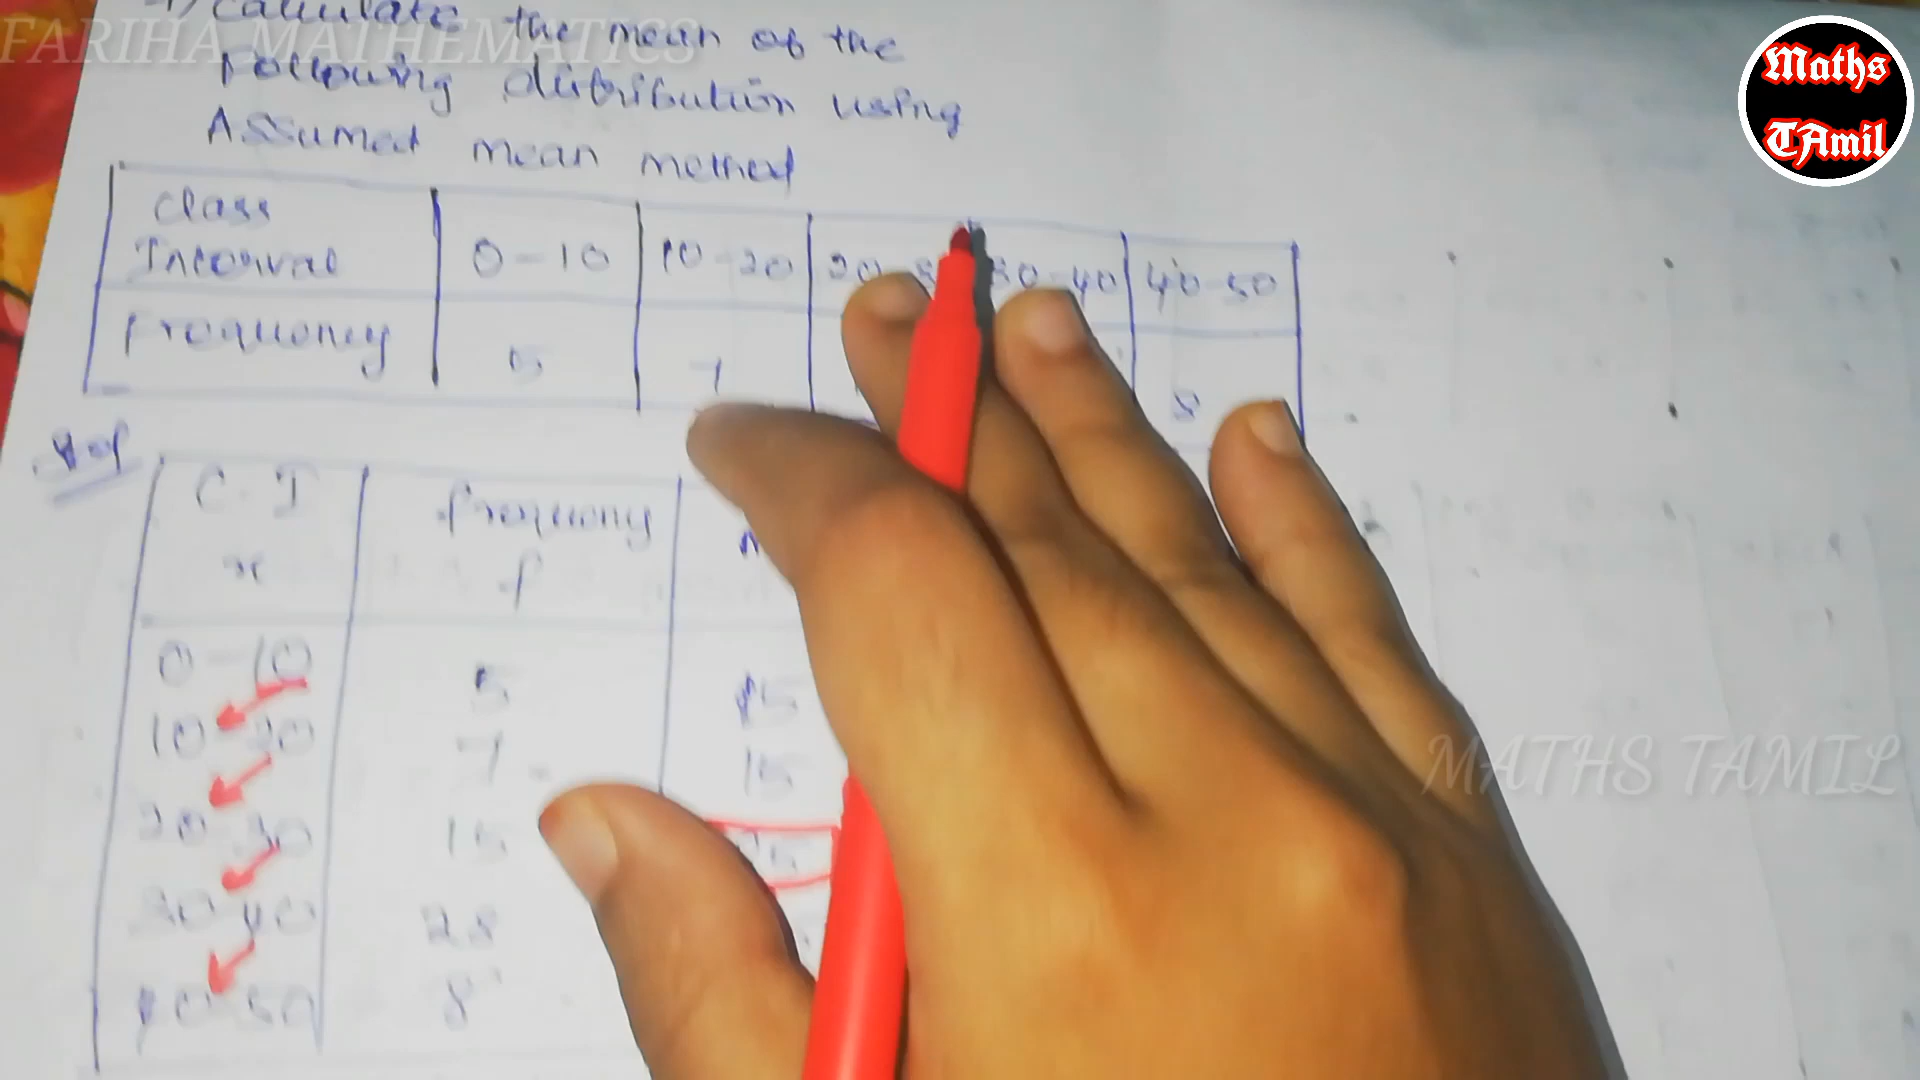 FARIHA MATHEMATICS
Calculate the mean of the
Following distribution using
Assumed mean method
Maths
TAmil
Class
Interval 0-10 10-20 20- 30-40 40-50
Frequency 5 7 8
Sol
C.I frequency
x f
0-10 5 15
10-20 7 15
20-30 15 25
30-40 28
40-50 8
MATHS TAMIL